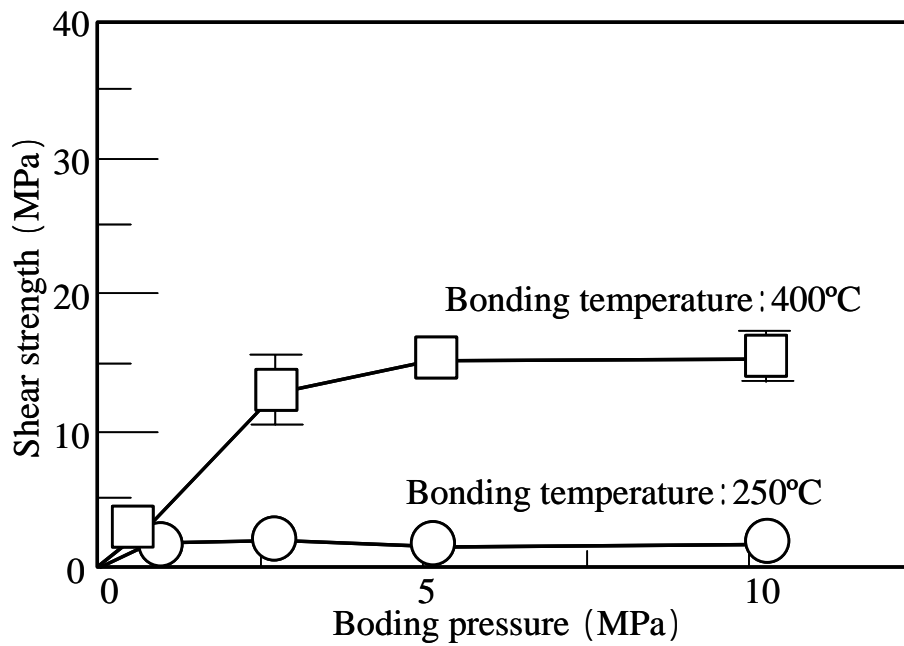 40
30
20
10
0
Shear strength (MPa)
Bonding temperature:400ºC
Bonding temperature:250ºC
0 5 10
Boding pressure (MPa)